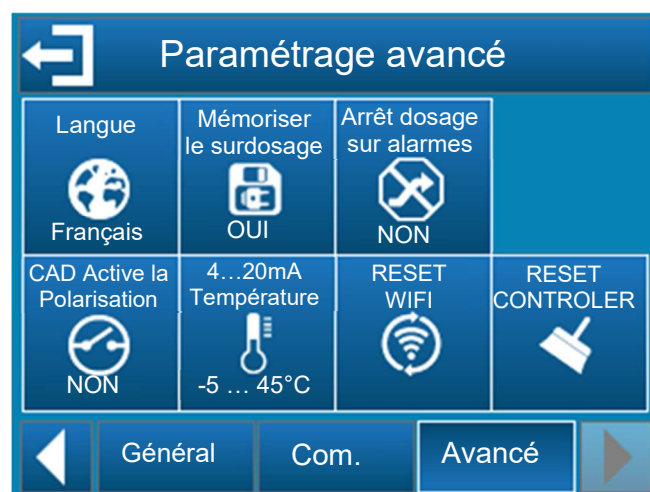 Paramétrage avancé
Langue
Français
Mémoriser
le surdosage
OUI
Arrêt dosage
sur alarmes
NON
CAD Active la
Polarisation
NON
4…20mA
Température
-5 … 45°C
RESET
WIFI
RESET
CONTROLER
Général
Com.
Avancé